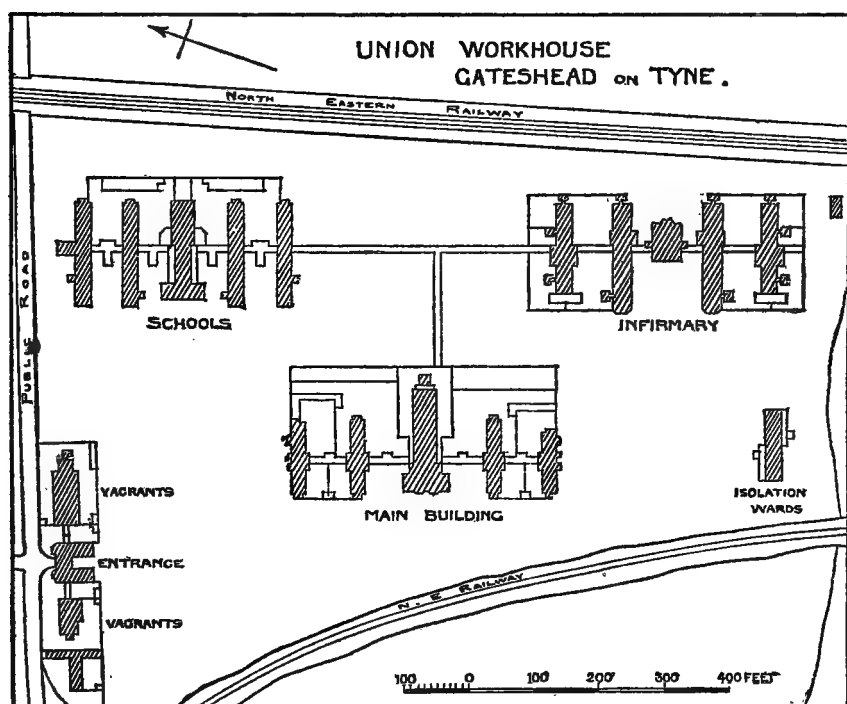 UNION WORKHOUSE
GATESHEAD ON TYNE.
NORTH EASTERN RAILWAY
PUBLIC ROAD
SCHOOLS
INFIRMARY
VAGRANTS
ENTRANCE
VAGRANTS
MAIN BUILDING
ISOLATION
WARDS
N. E RAILWAY
100 0 100' 200' 300' 400 FEET